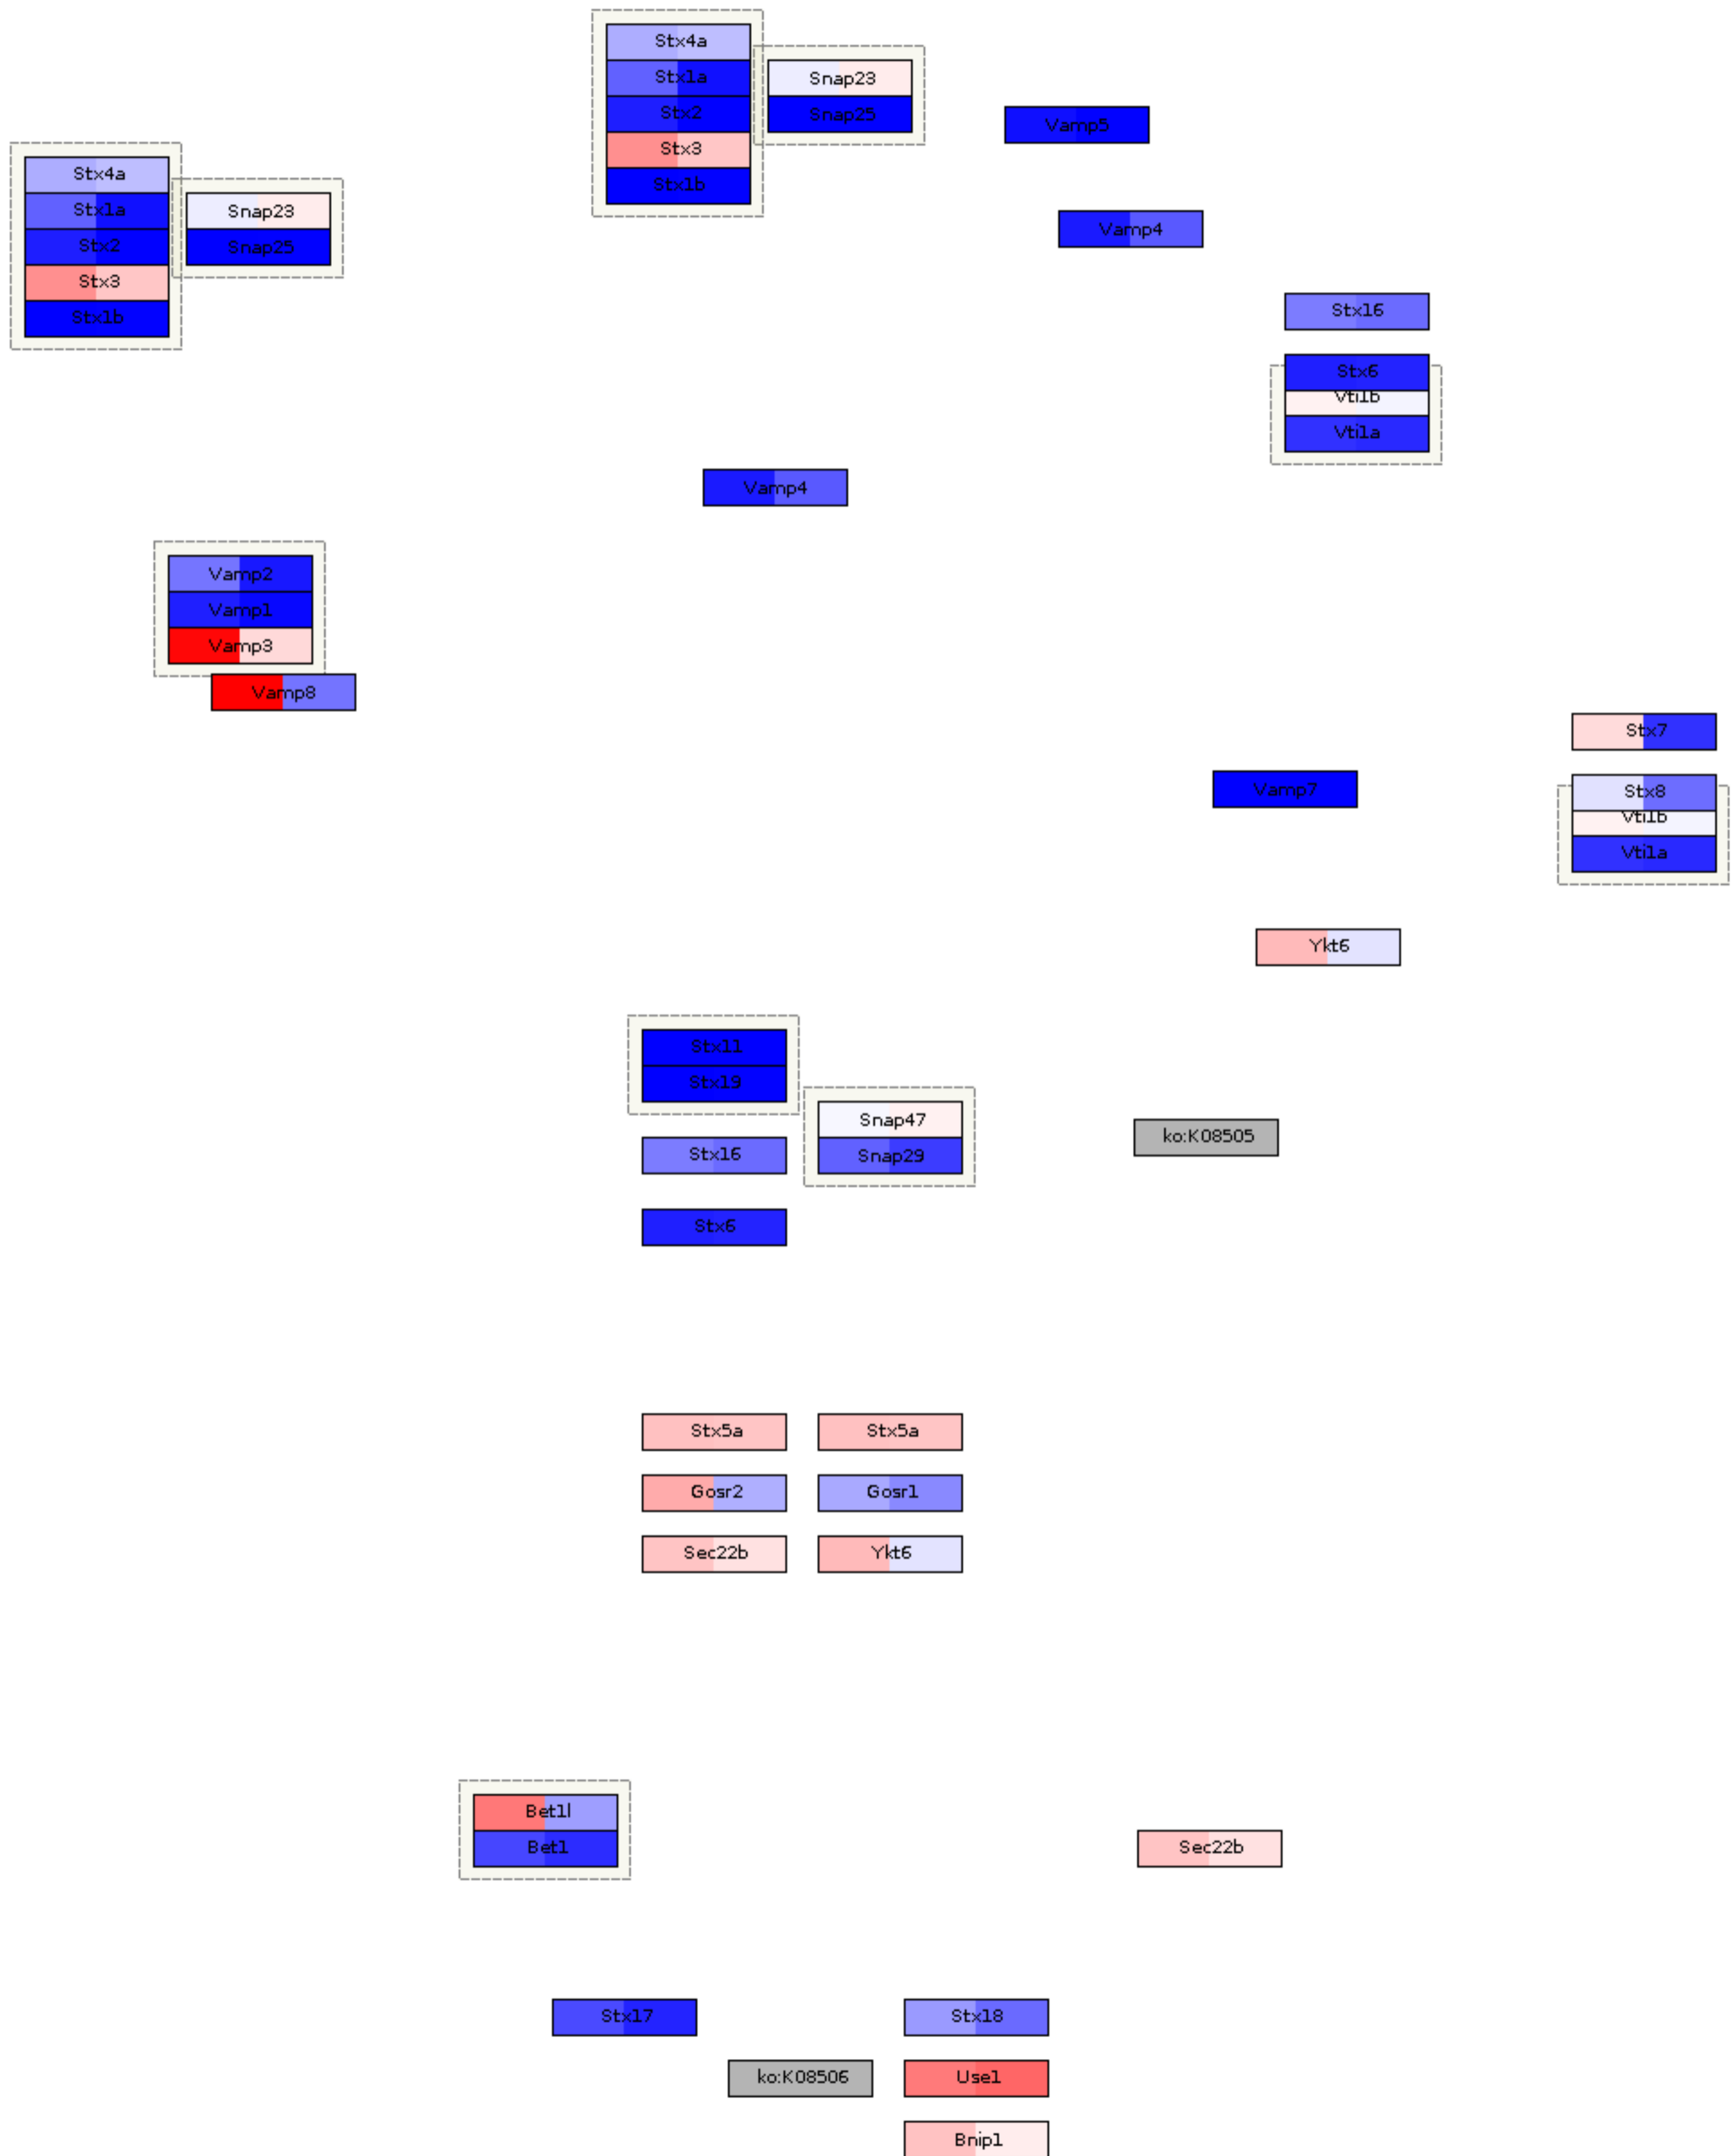 Stx4a
Stx1a
Stx2
Stx3
Stx1b
Snap23
Snap25
Vamp5
Vamp4
Stx4a
Stx1a
Stx2
Stx3
Stx1b
Snap23
Snap25
Stx16
Stx6
Vti1b
Vti1a
Vamp4
Vamp2
Vamp1
Vamp3
Vamp8
Stx7
Stx8
Vti1b
Vti1a
Vamp7
Ykt6
Stx11
Stx19
Snap47
Snap29
ko:K08505
Stx16
Stx6
Stx5a
Stx5a
Gosr2
Gosr1
Sec22b
Ykt6
Bet1l
Bet1
Sec22b
Stx17
Stx18
ko:K08506
Use1
Bnip1